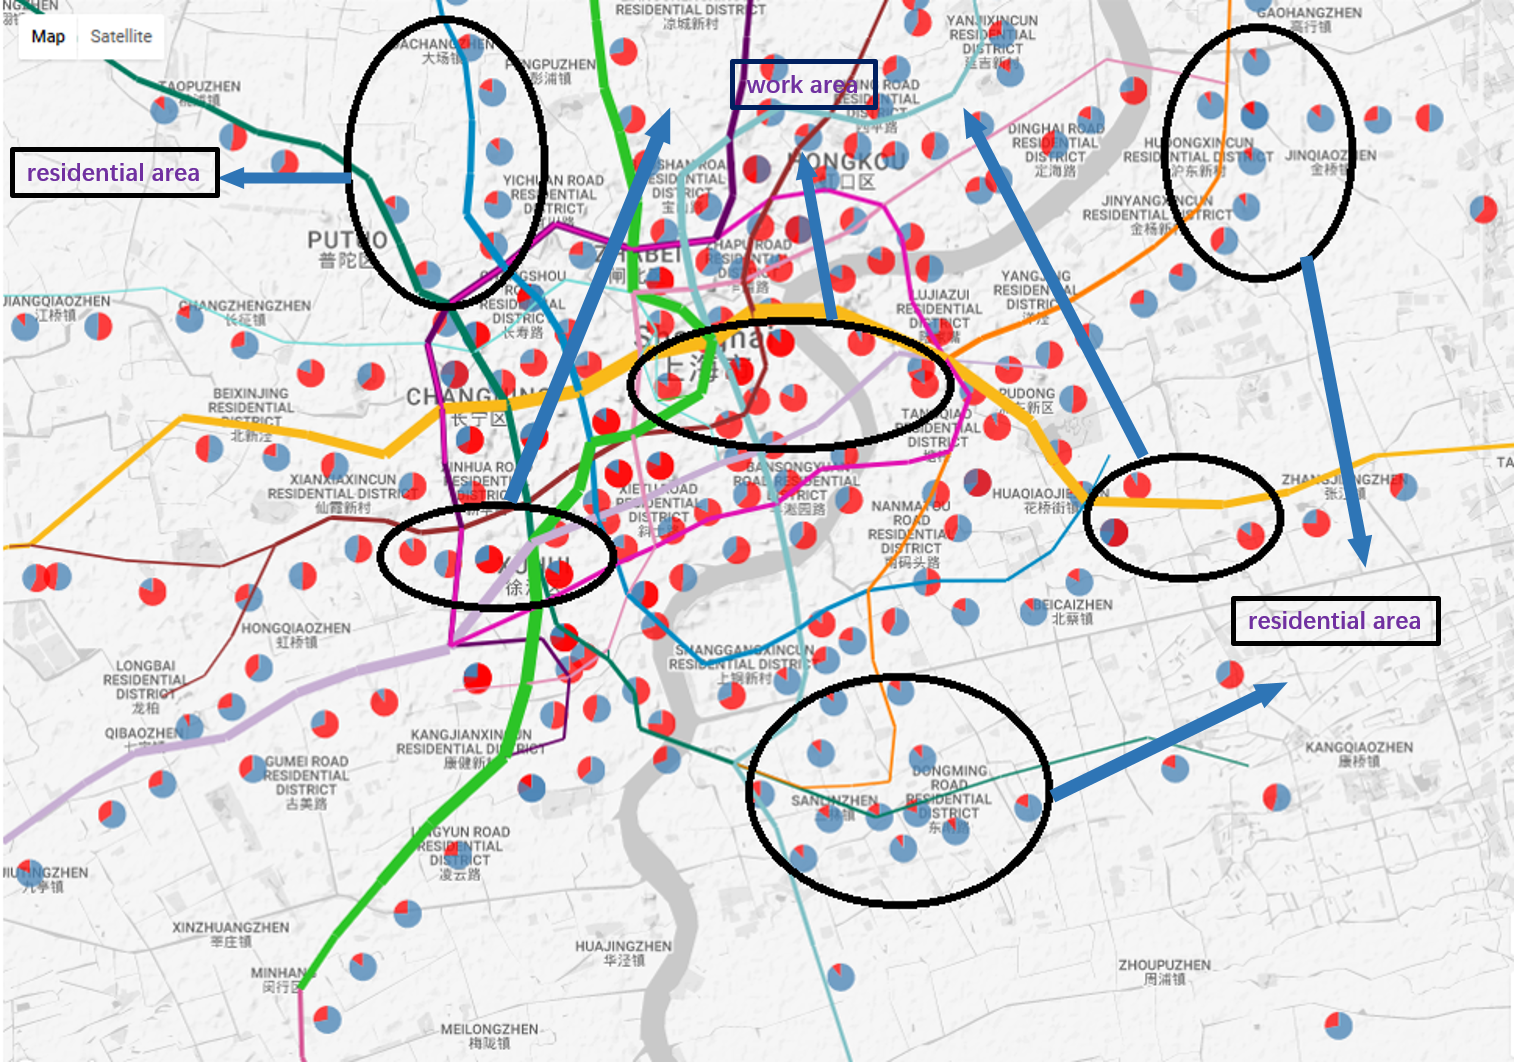 Map Satellite
RESIDENTIAL DISTRICT
凉城新村
YANJIXINCUN
RESIDENTIAL
DISTRICT
GAOHANGZHEN
高行镇
DACHANGZHEN
大场镇
PENGPUZHEN
彭浦镇
TAOPUZHEN
work area
RESIDENTIAL
DISTRICT
四平路
residential area
DINGHAI ROAD
RESIDENTIAL
DISTRICT
定海路
HUDONGXINCUN
RESIDENTIAL DISTRICT
沪东新村
JINQIAOZHEN
金桥镇
HONGKOU
虹口区
YICHUAN ROAD
RESIDENTIAL
DISTRICT
RESIDENTIAL
DISTRICT
JINYANGXINCUN
RESIDENTIAL DISTRICT
金杨新村
PUTUO
普陀区
ZHABEI
闸北区
ZHAPU ROAD
RESIDENTIAL
DISTRICT
JIANGQIAOZHEN
江桥镇
CHANGZHENGZHEN
长征镇
长寿路
LUJIAZUI
RESIDENTIAL
DISTRICT
YANGJING
RESIDENTIAL
DISTRICT
Shanghai
上海市
BEIXINJING
RESIDENTIAL
DISTRICT
北新泾
CHANGNING
长宁区
PUDONG
浦东新区
TANGQIAO
RESIDENTIAL
DISTRICT
XIANXIAXINCUN
RESIDENTIAL DISTRICT
仙霞新村
XINHUA ROAD
RESIDENTIAL
DISTRICT
XIETU ROAD
RESIDENTIAL
DISTRICT
BANSONGYUAN
ROAD RESIDENTIAL
DISTRICT
半淞园路
NANMATOU
ROAD
RESIDENTIAL
DISTRICT
南码头路
HUAQIAOJIE
花桥街镇
ZHANGJIANGZHEN
张江镇
XUHUI
徐汇区
BEICAIZHEN
北蔡镇
residential area
HONGQIAOZHEN
虹桥镇
LONGBAI
RESIDENTIAL
DISTRICT
龙柏
SHANGGANGXINCUN
RESIDENTIAL DISTRICT
上钢新村
QIBAOZHEN
七宝镇
KANGJIANXINCUN
RESIDENTIAL DISTRICT
康健新村
GUMEI ROAD
RESIDENTIAL
DISTRICT
古美路
KANGQIAOZHEN
康桥镇
SANLINZHEN
三林镇
DONGMING
ROAD
RESIDENTIAL
DISTRICT
东明路
LINGYUN ROAD
RESIDENTIAL
DISTRICT
凌云路
JIUTINGZHEN
九亭镇
XINZHUANGZHEN
莘庄镇
HUAJINGZHEN
华泾镇
MINHANG
闵行区
ZHOUPUZHEN
周浦镇
MEILONGZHEN
梅陇镇